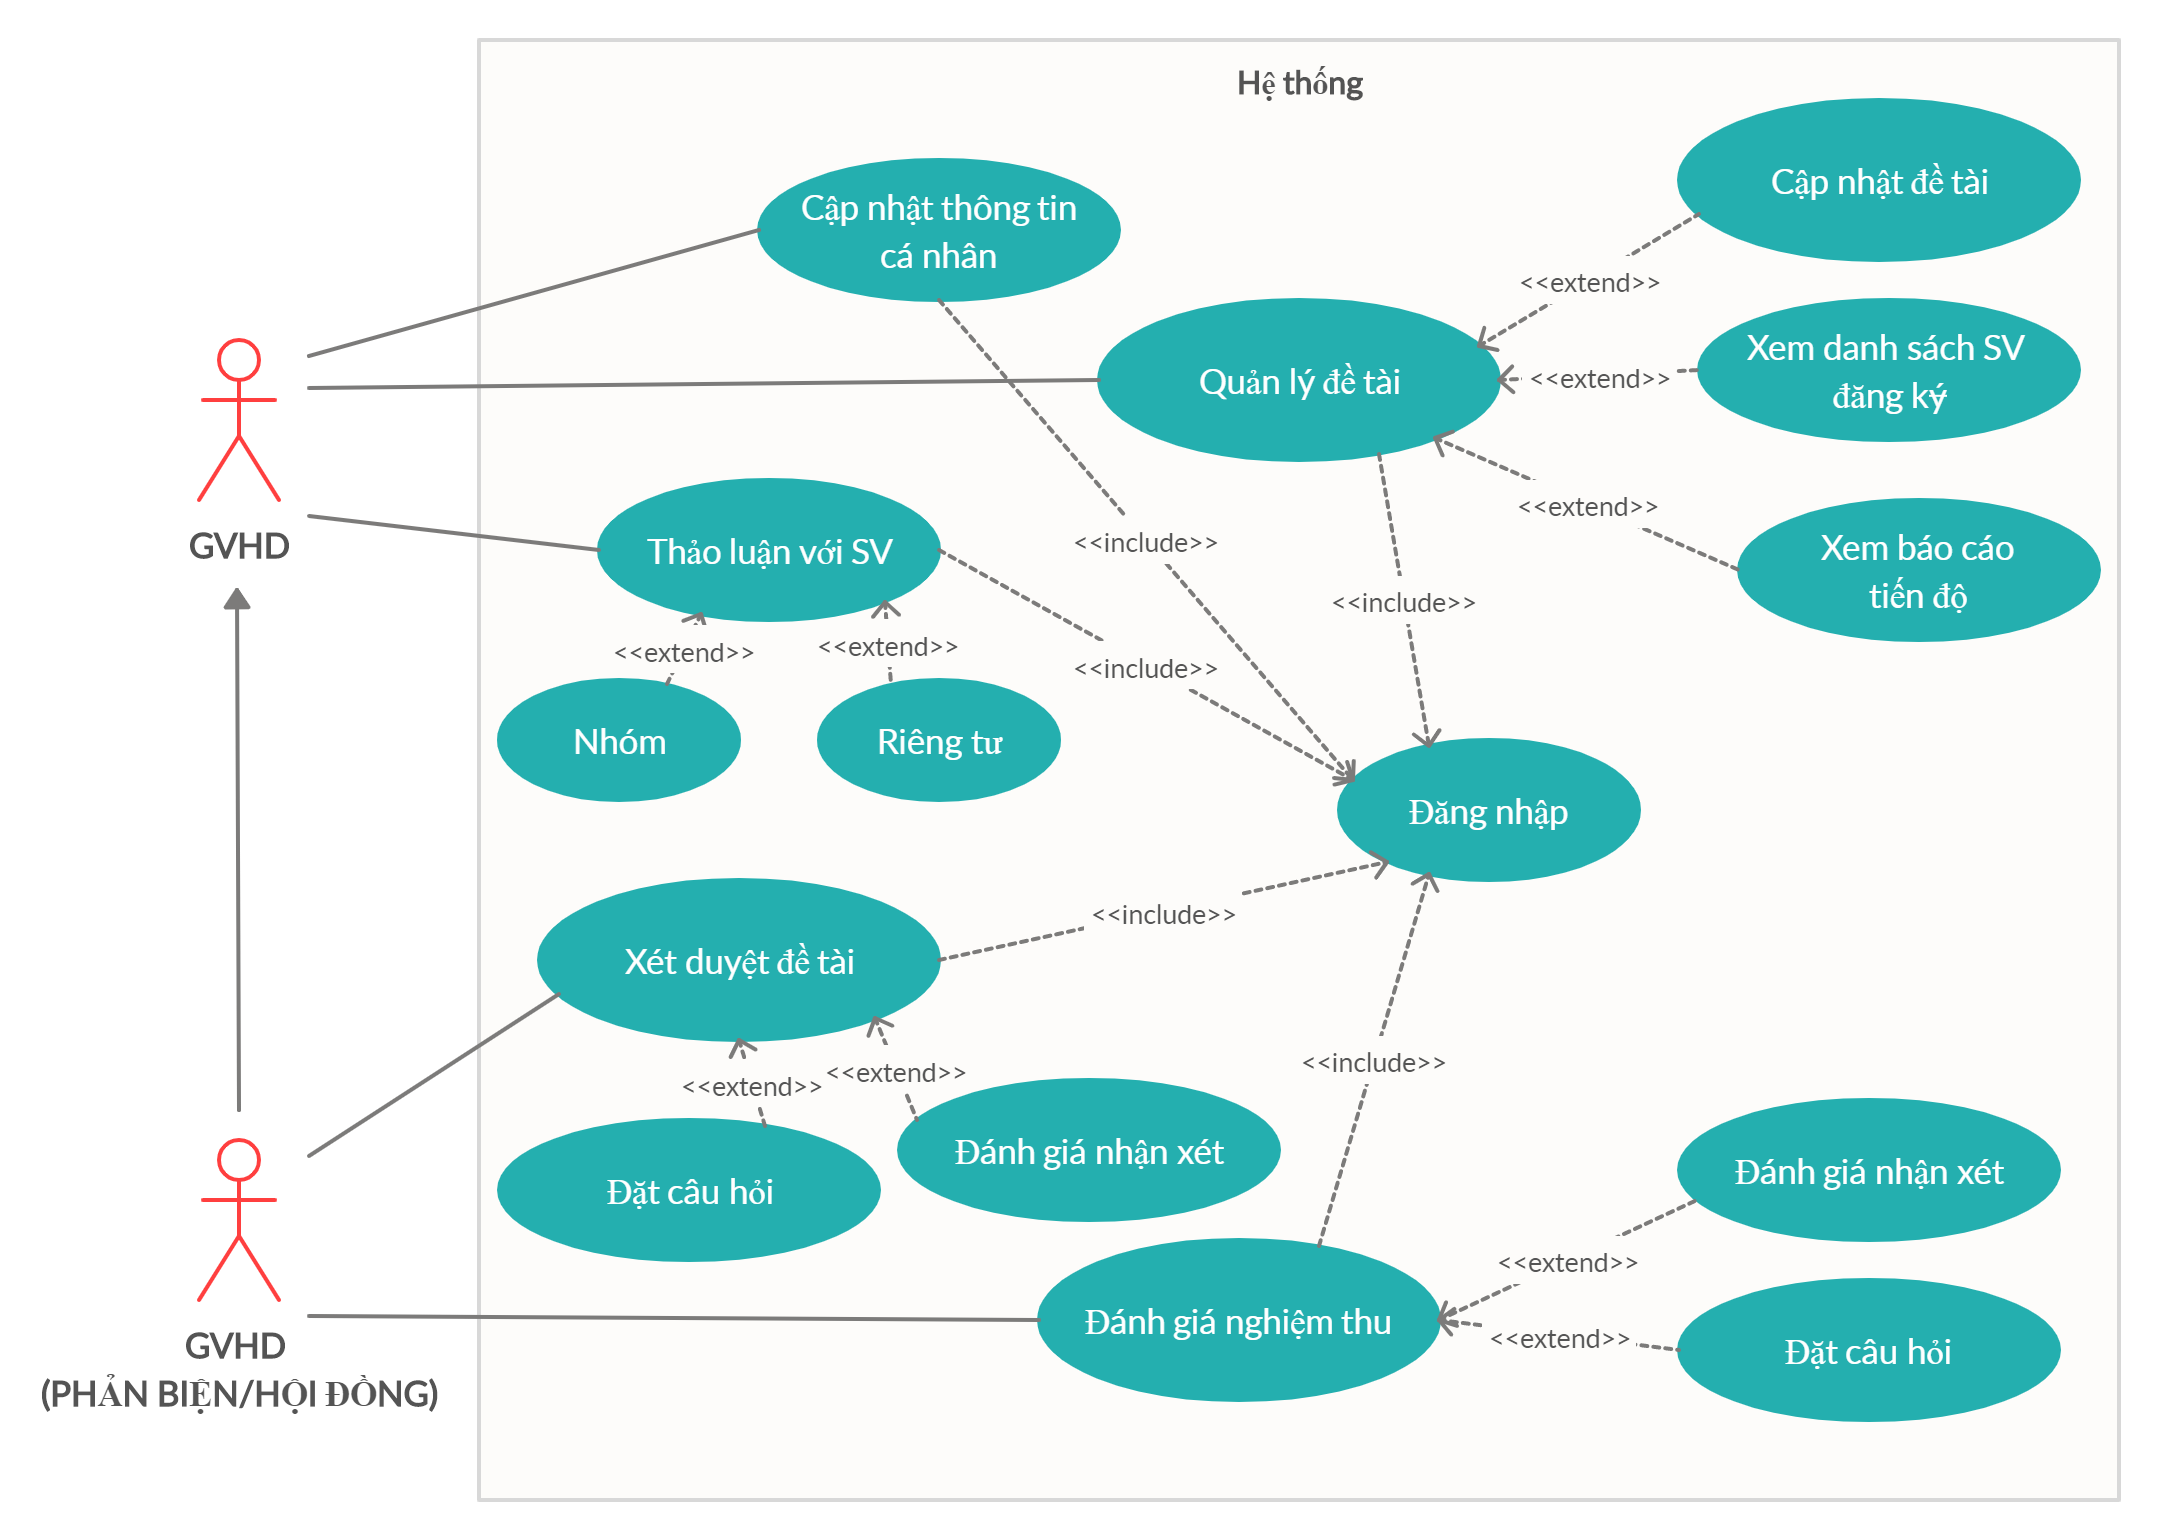 Hệ thống
Cập nhật thông tin
cá nhân
Cập nhật đề tài
<<extend>>
Quản lý đề tài
Xem danh sách SV
đăng ký
<<extend>>
<<extend>>
GVHD
Thảo luận với SV
<<include>>
<<include>>
Xem báo cáo
tiến độ
<<extend>>
<<extend>>
<<include>>
Nhóm
Riêng tư
Đăng nhập
<<include>>
Xét duyệt đề tài
<<include>>
<<extend>>
<<extend>>
Đánh giá nhận xét
Đặt câu hỏi
Đánh giá nhận xét
<<extend>>
Đánh giá nghiệm thu
<<extend>>
Đặt câu hỏi
GVHD
(PHẢN BIỆN/HỘI ĐỒNG)